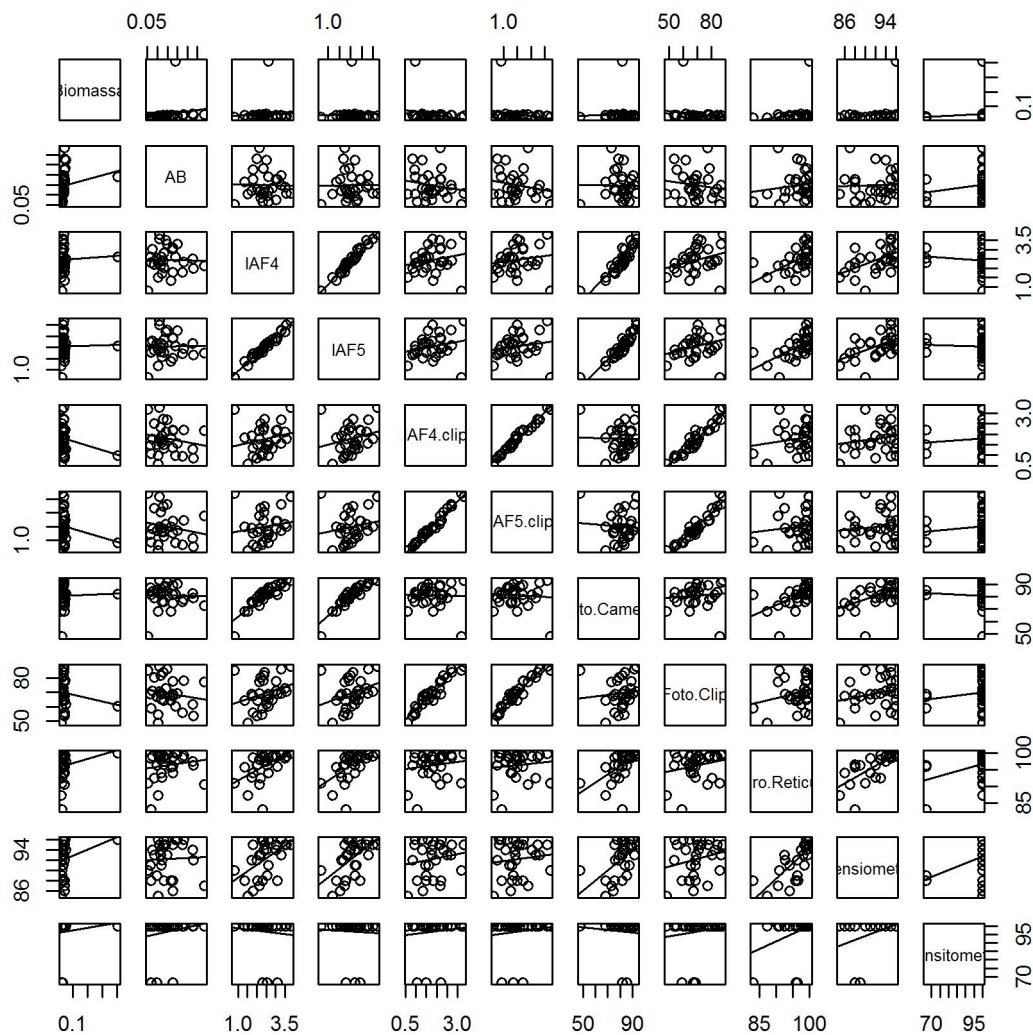 0.05 1.0 1.0 50 80 86 94
Biomassa 0.1
0.05 AB
IAF4 1.0 3.5
1.0 IAF5
AF4.clip 0.5 3.0
1.0 AF5.clip
to.Came 50 90
50 80 Foto.Clip
ro.Reticu 85 100
86 94 ensiomet
nsitome 70 95
0.1 1.0 3.5 0.5 3.0 50 90 85 100 70 95